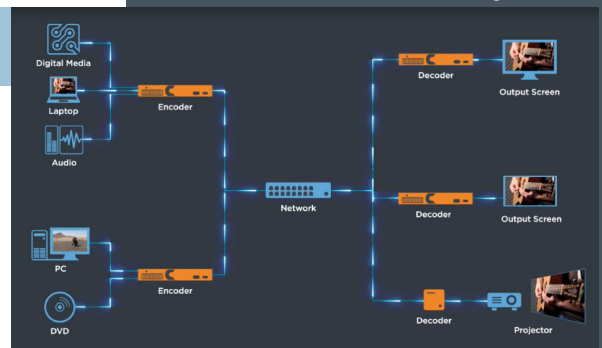 Digital Media
Laptop
Audio
Encoder
PC
DVD
Encoder
Network
Decoder
Output Screen
Decoder
Output Screen
Decoder
Projector